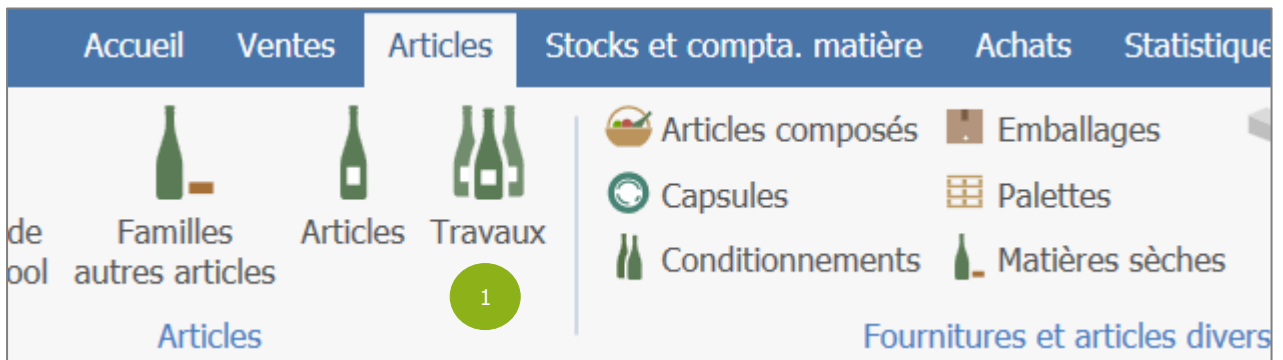 Accueil Ventes Articles Stocks et compta. matière Achats Statistique
Articles composés Emballages
Capsules Palettes
de Familles Articles Travaux
ool autres articles
Conditionnements Matières sèches
1
Articles Fournitures et articles divers